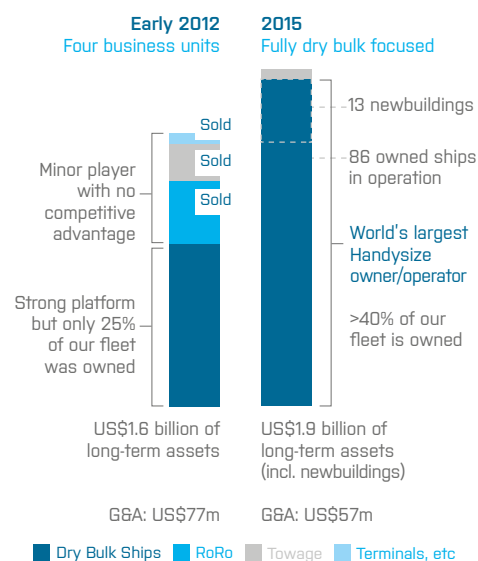 Early 2012
Four business units
2015
Fully dry bulk focused
Sold
Sold
Sold
Minor player
with no
competitive
advantage
Strong platform
but only 25%
of our fleet
was owned
13 newbuildings
86 owned ships
in operation
World's largest
Handysize
owner/operator
>40% of our
fleet is owned
US$1.6 billion of
long-term assets
US$1.9 billion of
long-term assets
(incl. newbuildings)
G&A: US$77m
G&A: US$57m
Dry Bulk Ships RoRo Towage Terminals, etc